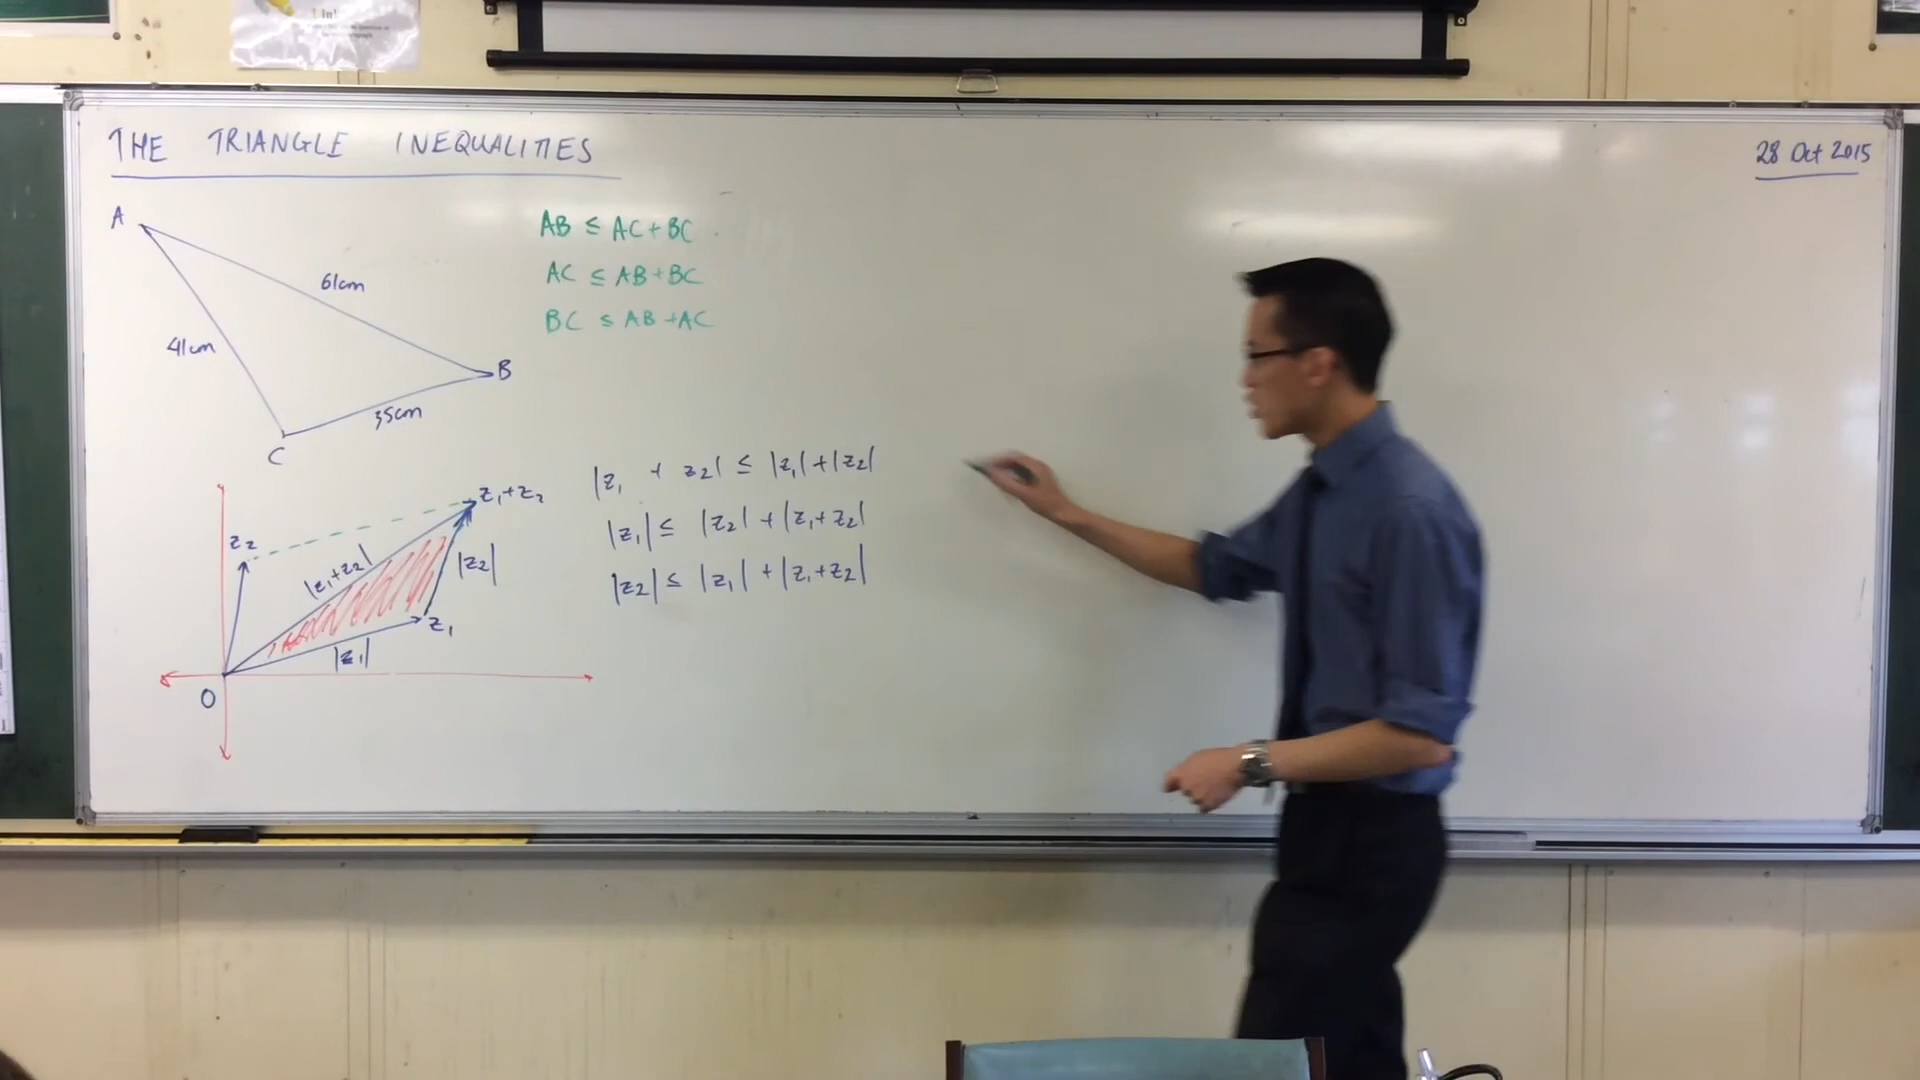 THE TRIANGLE INEQUALITIES
28 Oct 2015
A
61cm
41cm
B
35cm
C
AB ≤ AC + BC
AC ≤ AB + BC
BC ≤ AB + AC
z₁+z₂
z₂
|z₁+z₂|
|z₂|
z₁
|z₁|
O
|z₁ + z₂| ≤ |z₁| + |z₂|
|z₁| ≤ |z₂| + |z₁+z₂|
|z₂| ≤ |z₁| + |z₁+z₂|